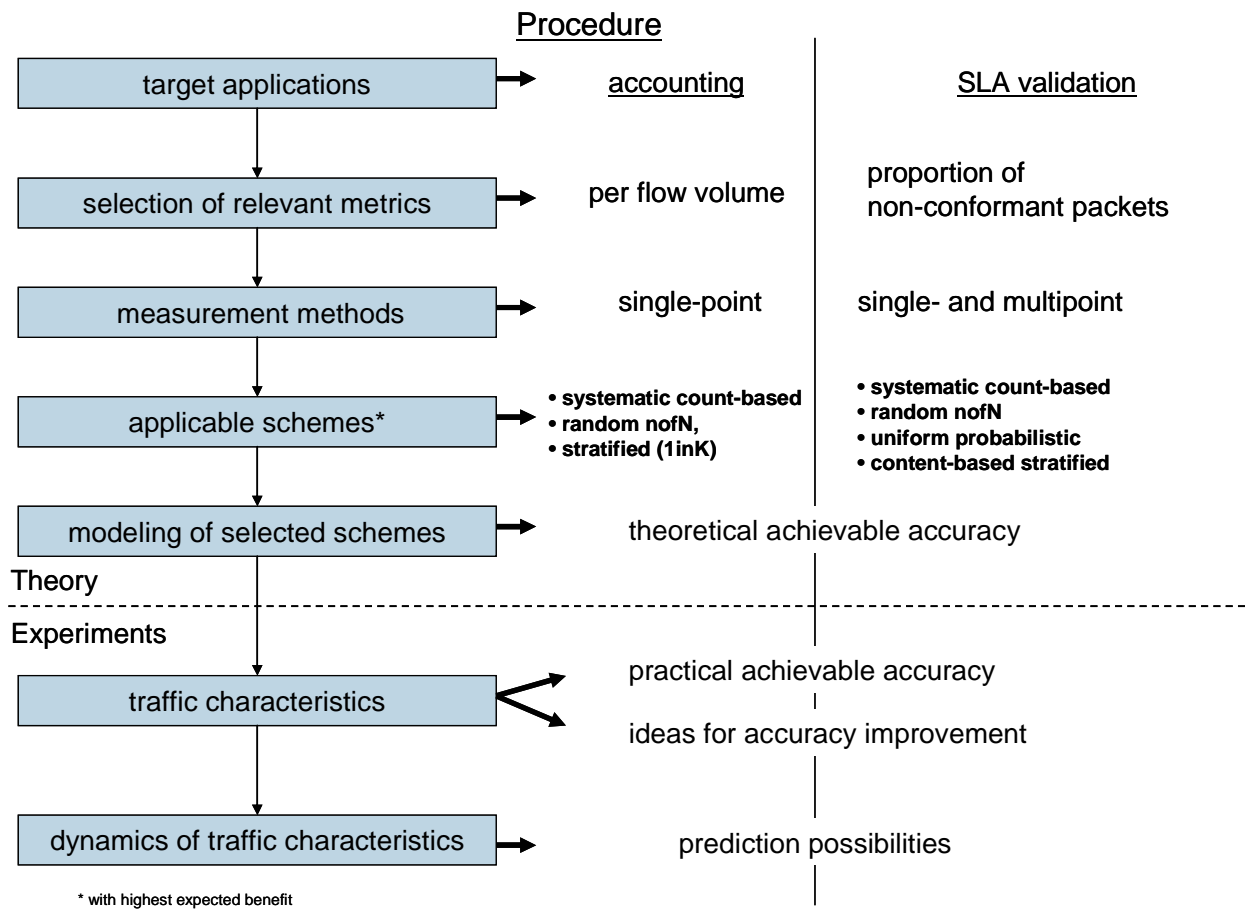 Procedure
target applications
accounting
SLA validation
selection of relevant metrics
per flow volume
proportion of
non-conformant packets
measurement methods
single-point
single- and multipoint
applicable schemes*
• systematic count-based
• random nofN,
• stratified (1inK)
• systematic count-based
• random nofN
• uniform probabilistic
• content-based stratified
modeling of selected schemes
theoretical achievable accuracy
Theory
Experiments
traffic characteristics
practical achievable accuracy
ideas for accuracy improvement
dynamics of traffic characteristics
prediction possibilities
* with highest expected benefit